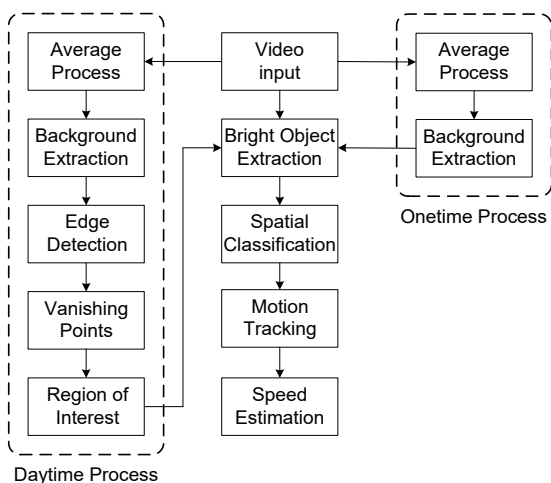 Average
Process
Background
Extraction
Edge
Detection
Vanishing
Points
Region of
Interest
Daytime Process
Video
input
Bright Object
Extraction
Spatial
Classification
Motion
Tracking
Speed
Estimation
Average
Process
Background
Extraction
Onetime Process